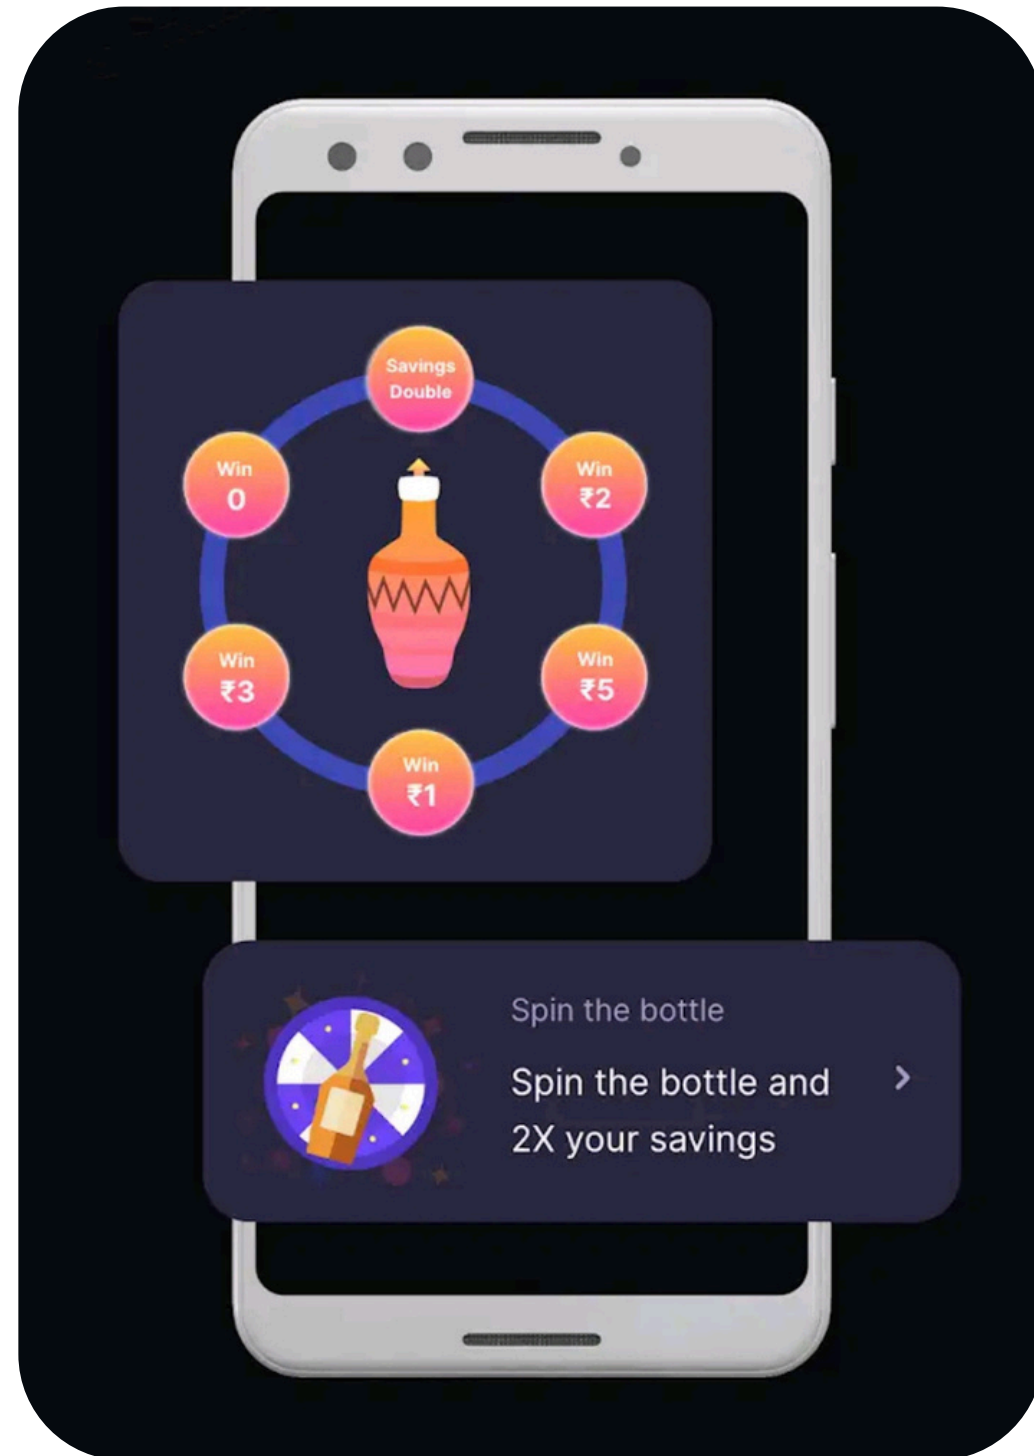 Savings
Double
Win
0
Win
₹2
Win
₹3
Win
₹5
Win
₹1
Spin the bottle
Spin the bottle and
2X your savings